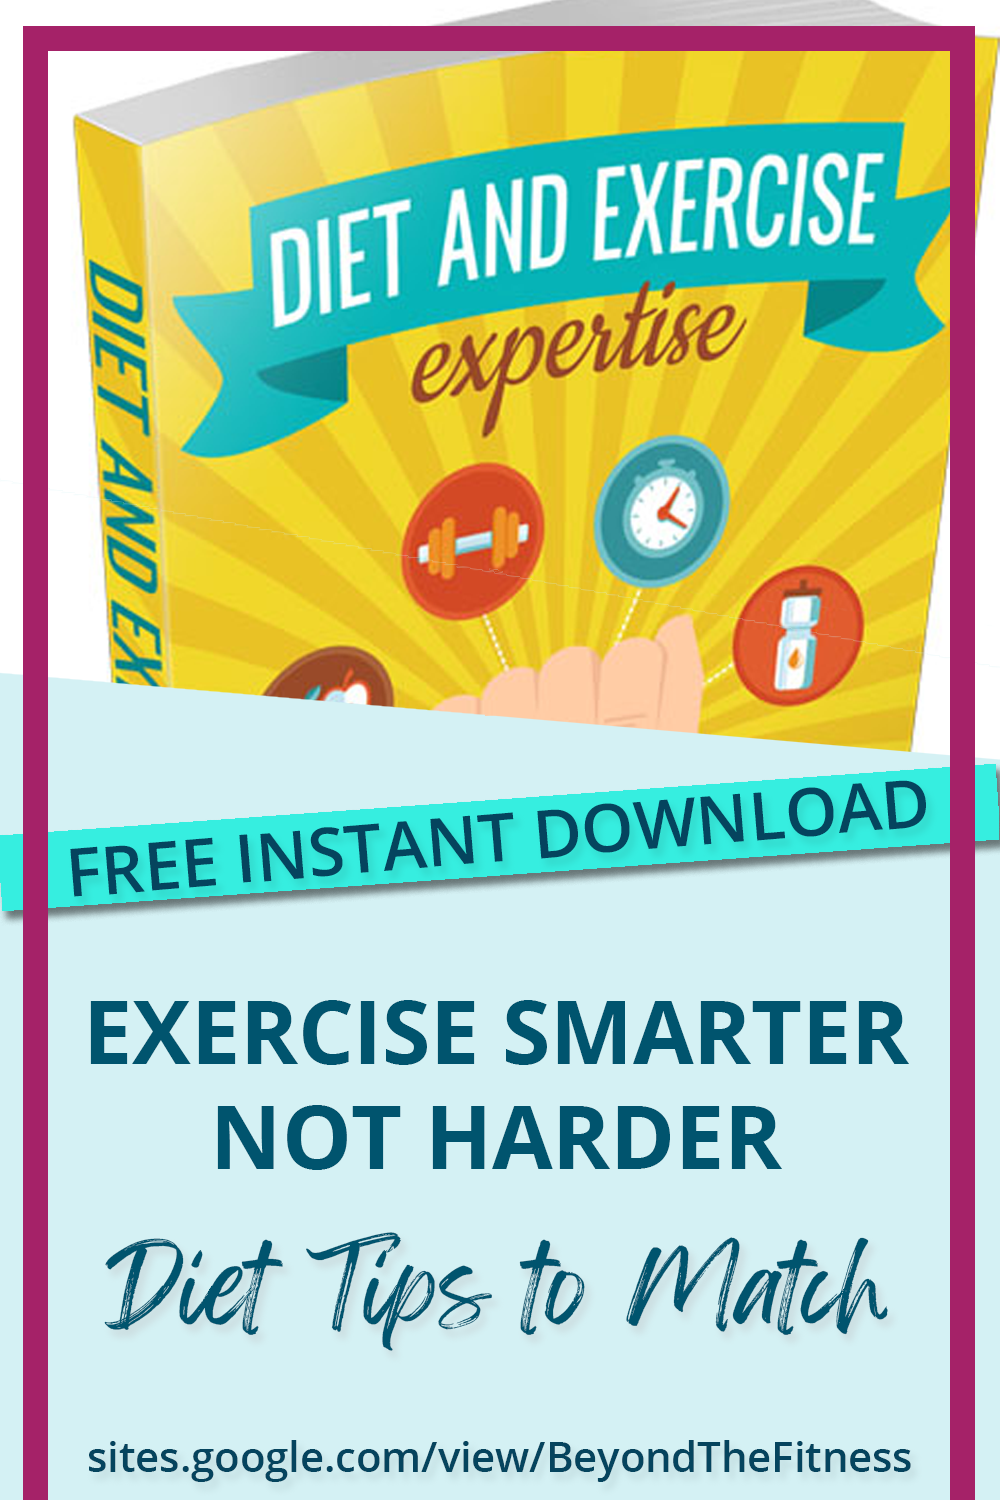 DIET AND EXERCISE
expertise
DIET AND EX
FREE INSTANT DOWNLOAD
EXERCISE SMARTER
NOT HARDER
Diet Tips to Match
sites.google.com/view/BeyondTheFitness